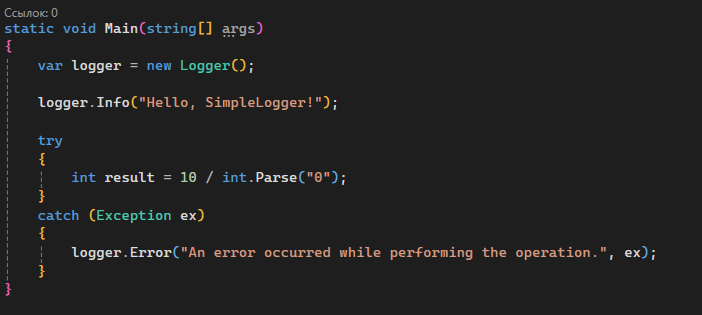 Ссылок: 0
static void Main(string[] args)
{
var logger = new Logger();
logger.Info("Hello, SimpleLogger!");
try
{
int result = 10 / int.Parse("0");
}
catch (Exception ex)
{
logger.Error("An error occurred while performing the operation.", ex);
}
}